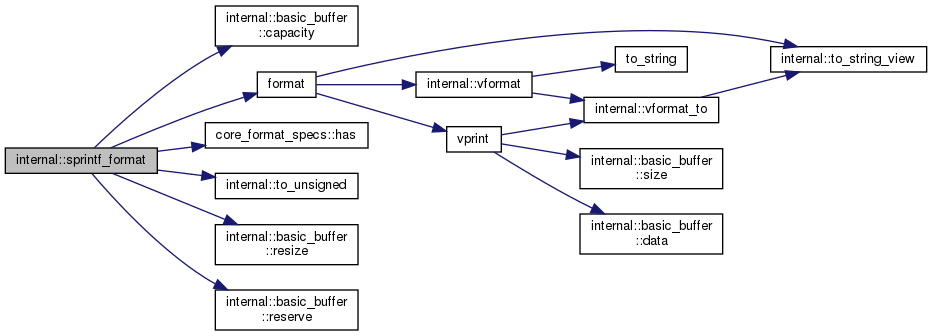 internal::sprintf_format
internal::basic_buffer
::capacity
format
core_format_specs::has
internal::to_unsigned
internal::basic_buffer
::resize
internal::basic_buffer
::reserve
internal::vformat
vprint
to_string
internal::vformat_to
internal::basic_buffer
::size
internal::basic_buffer
::data
internal::to_string_view